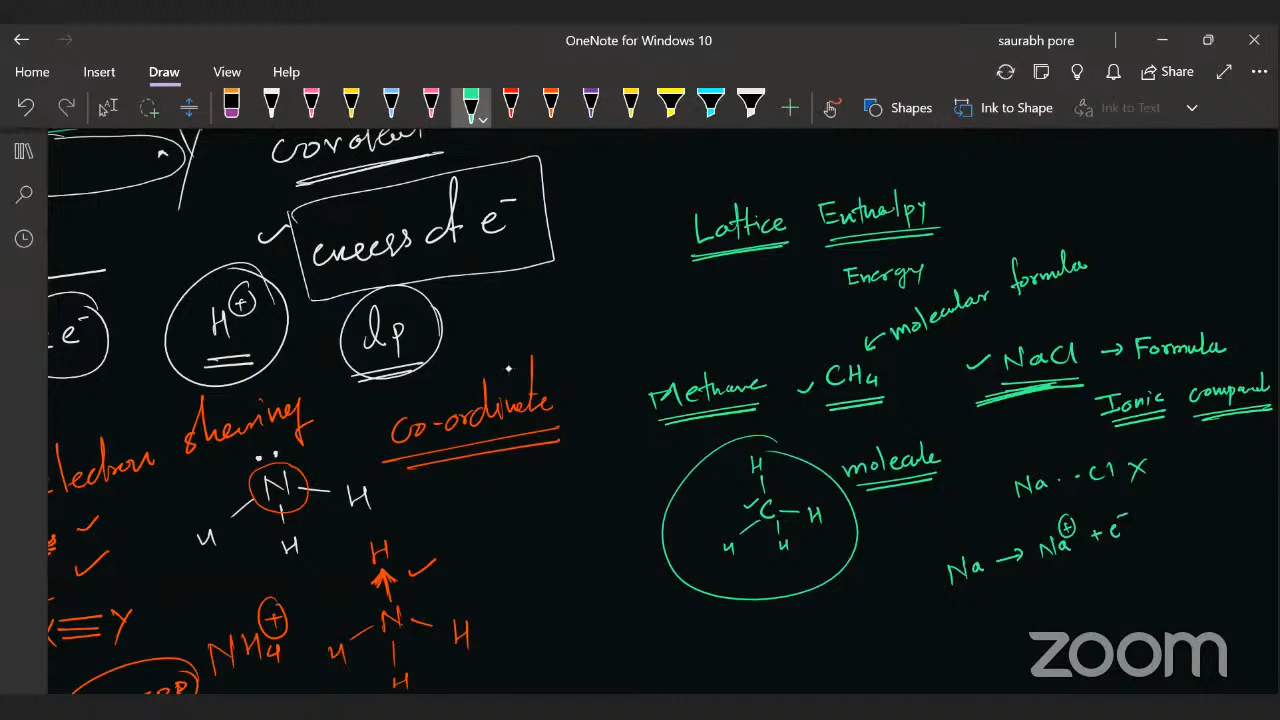 OneNote for Windows 10
saurabh pore
Home Insert Draw View Help
Share
Shapes
Ink to Shape
Ink to Text
covalent
excess of e⁻
e⁻
H⊕
lp
electron sharing
Co-ordinate
N̈
H
H
H
H
N
H
H
H
≡Y
NH₄⊕
Lattice Enthalpy
Energy
molecular formula
Methane
CH₄
NaCl → Formula
Ionic compound
molecule
H
C
H
H
H
Na ·· Cl X
Na → Na⊕ + e⁻
zoom